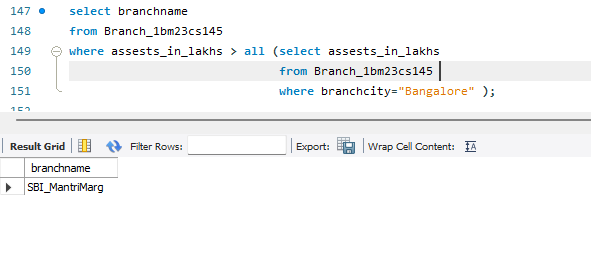 147 select branchname
148 from Branch_1bm23cs145
149 where assests_in_lakhs > all (select assests_in_lakhs
150 from Branch_1bm23cs145
151 where branchcity="Bangalore" );
152
Result Grid Filter Rows: Export: Wrap Cell Content: IA
branchname
SBI_MantriMarg